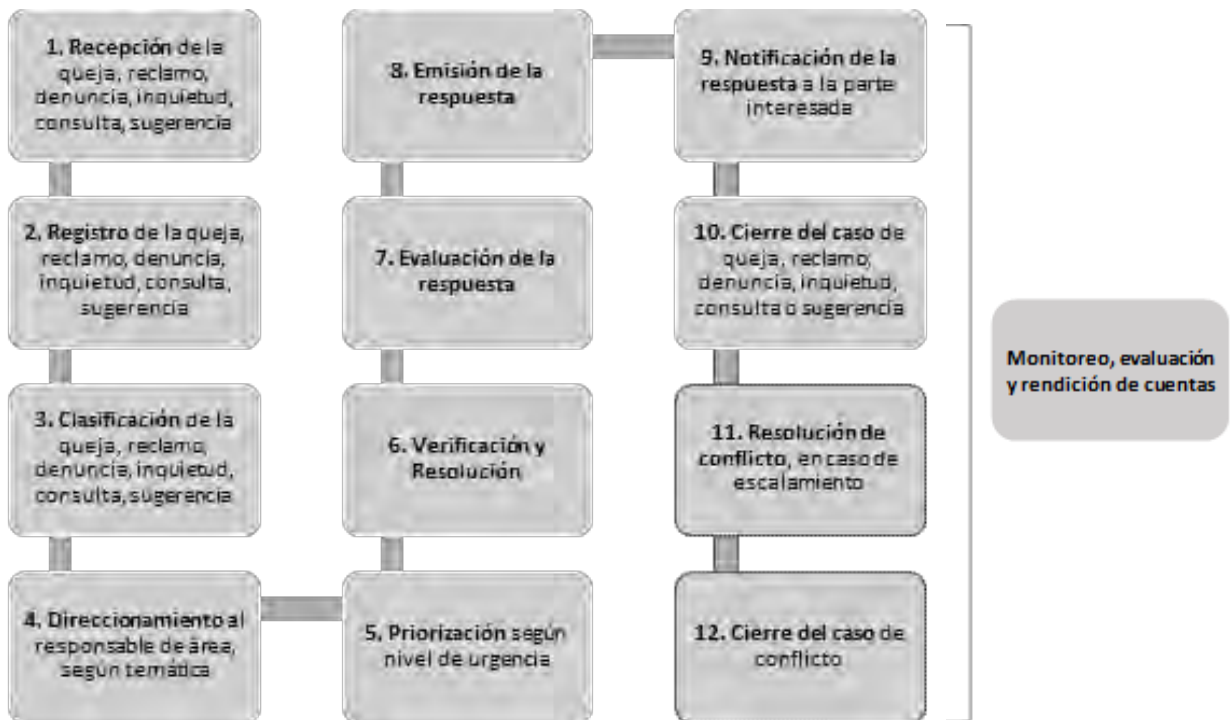 1. Recepción de la
queja, reclamo,
denuncia, inquietud,
consulta, sugerencia
2. Registro de la queja,
reclamo, denuncia,
inquietud, consulta,
sugerencia
3. Clasificación de la
queja, reclamo,
denuncia, inquietud,
consulta, sugerencia
4. Direccionamiento al
responsable de área,
según temática
5. Priorización según
nivel de urgencia
6. Verificación y
Resolución
7. Evaluación de la
respuesta
8. Emisión de la
respuesta
9. Notificación de la
respuesta a la parte
interesada
10. Cierre del caso de
queja, reclamo,
denuncia, inquietud,
consulta o sugerencia
11. Resolución de
conflicto, en caso de
escalamiento
12. Cierre del caso de
conflicto
Monitoreo, evaluación
y rendición de cuentas